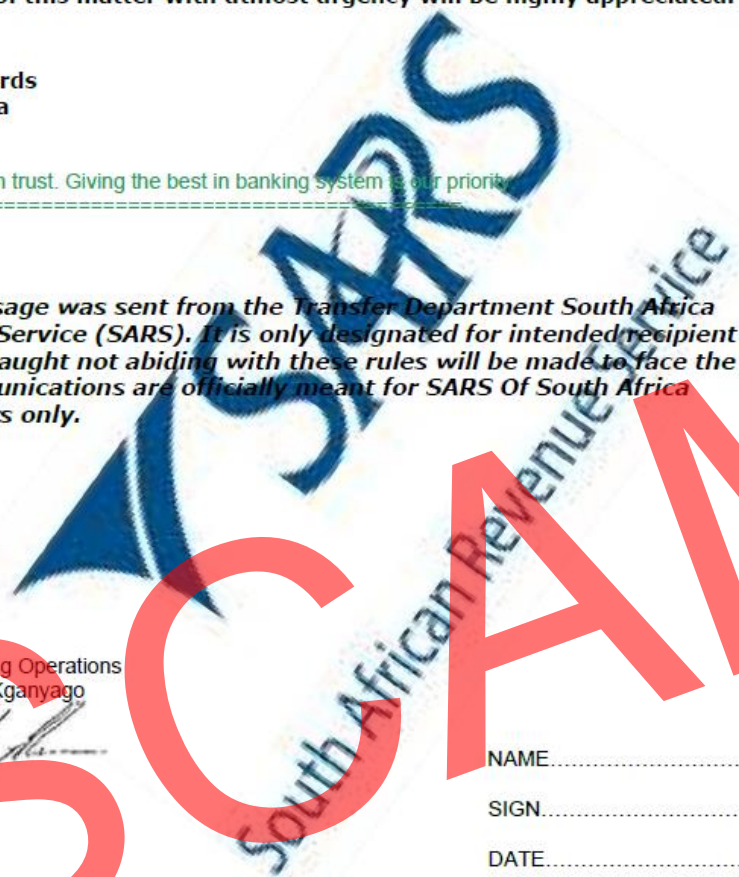 of this matter with utmost urgency will be highly appreciated.
rds
a
n trust. Giving the best in banking system is our priority
==========================================
sage was sent from the Transfer Department South Africa
Service (SARS). It is only designated for intended recipient
aught not abiding with these rules will be made to face the
unications are officially meant for SARS Of South Africa
s only.
g Operations
Kganyago
NAME
SIGN
DATE
SARS
South African Revenue Service
SCAM